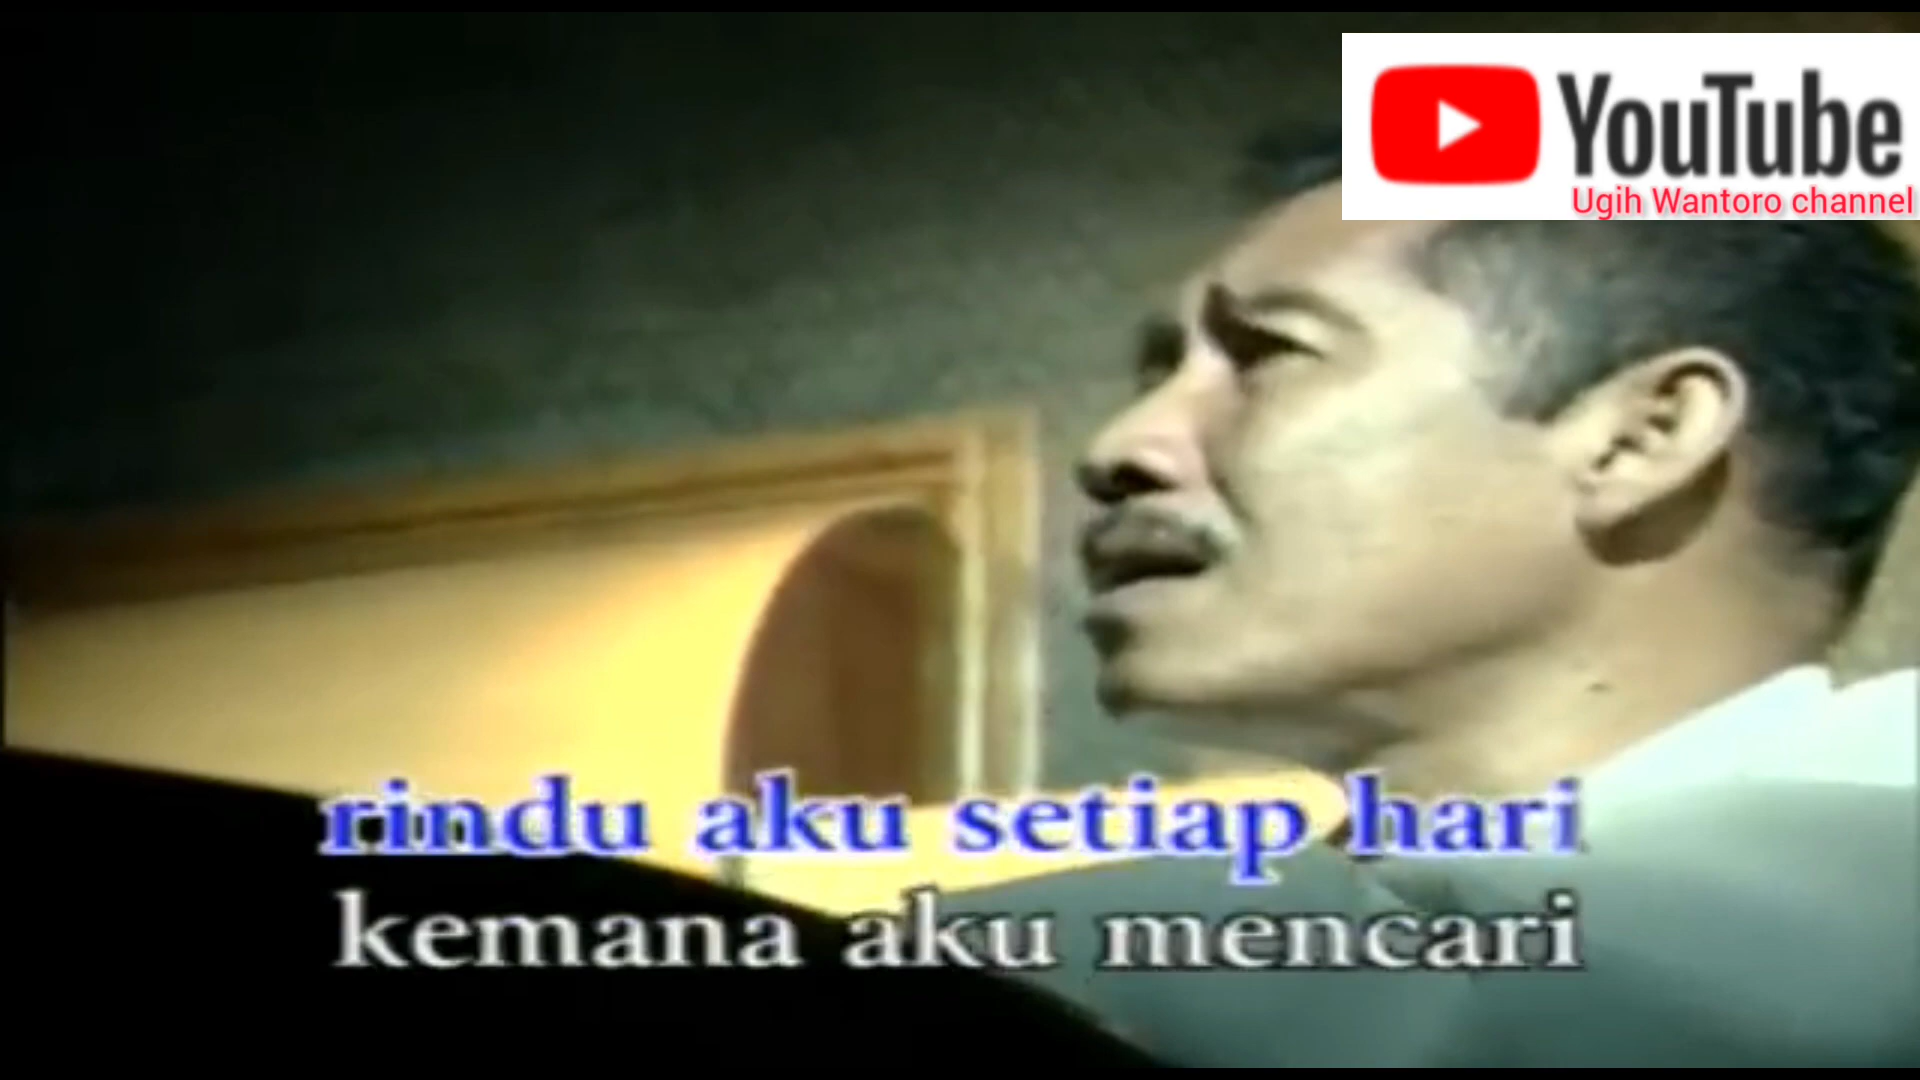 YouTube
Ugih Wantoro channel
rindu aku setiap hari
kemana aku mencari